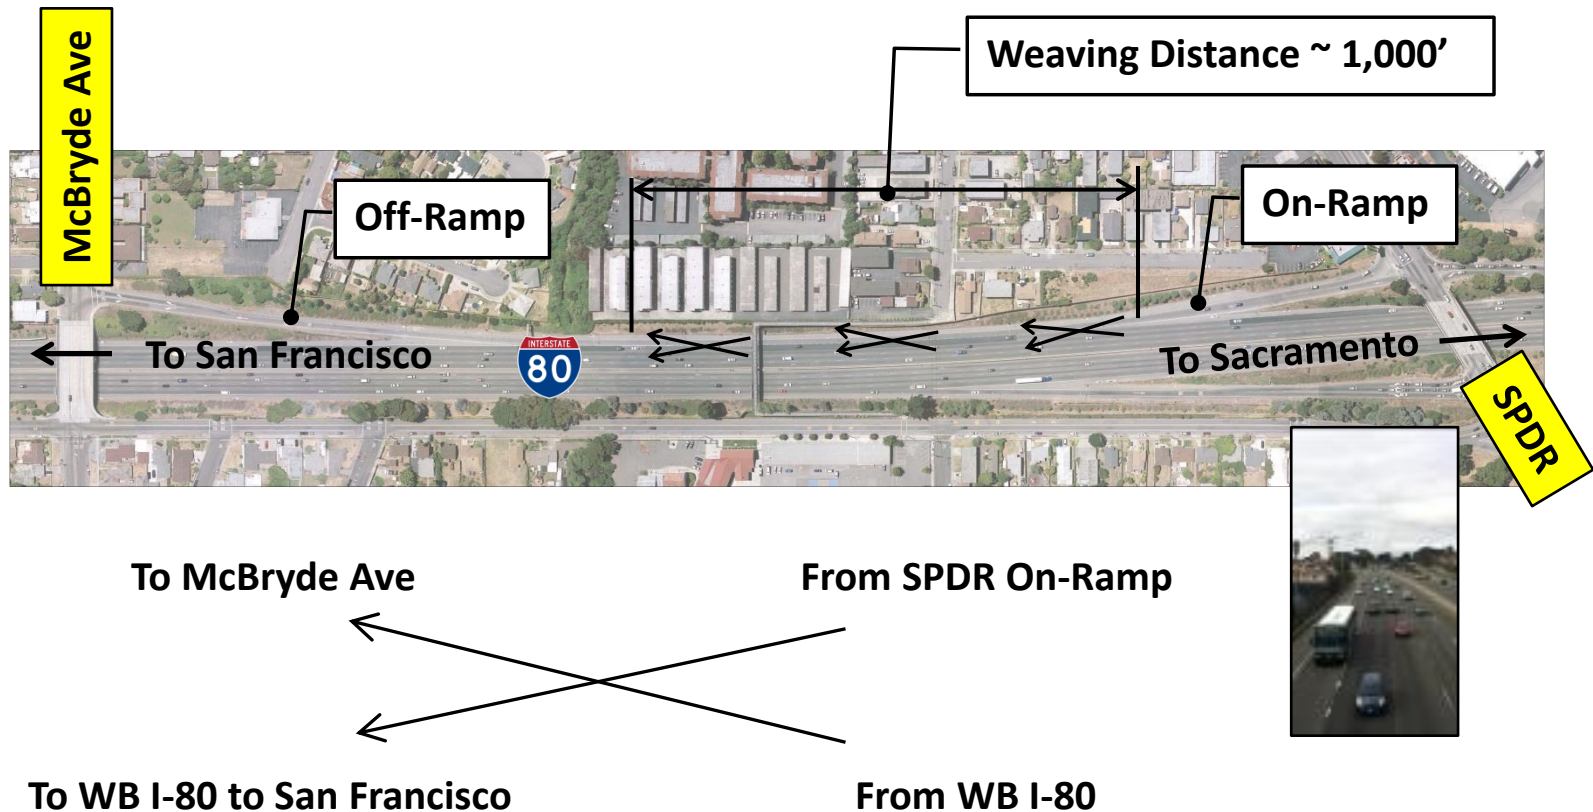 McBryde Ave
Weaving Distance ~ 1,000’
Off-Ramp
On-Ramp
To San Francisco
INTERSTATE
80
To Sacramento
SPDR
To McBryde Ave
From SPDR On-Ramp
To WB I-80 to San Francisco
From WB I-80